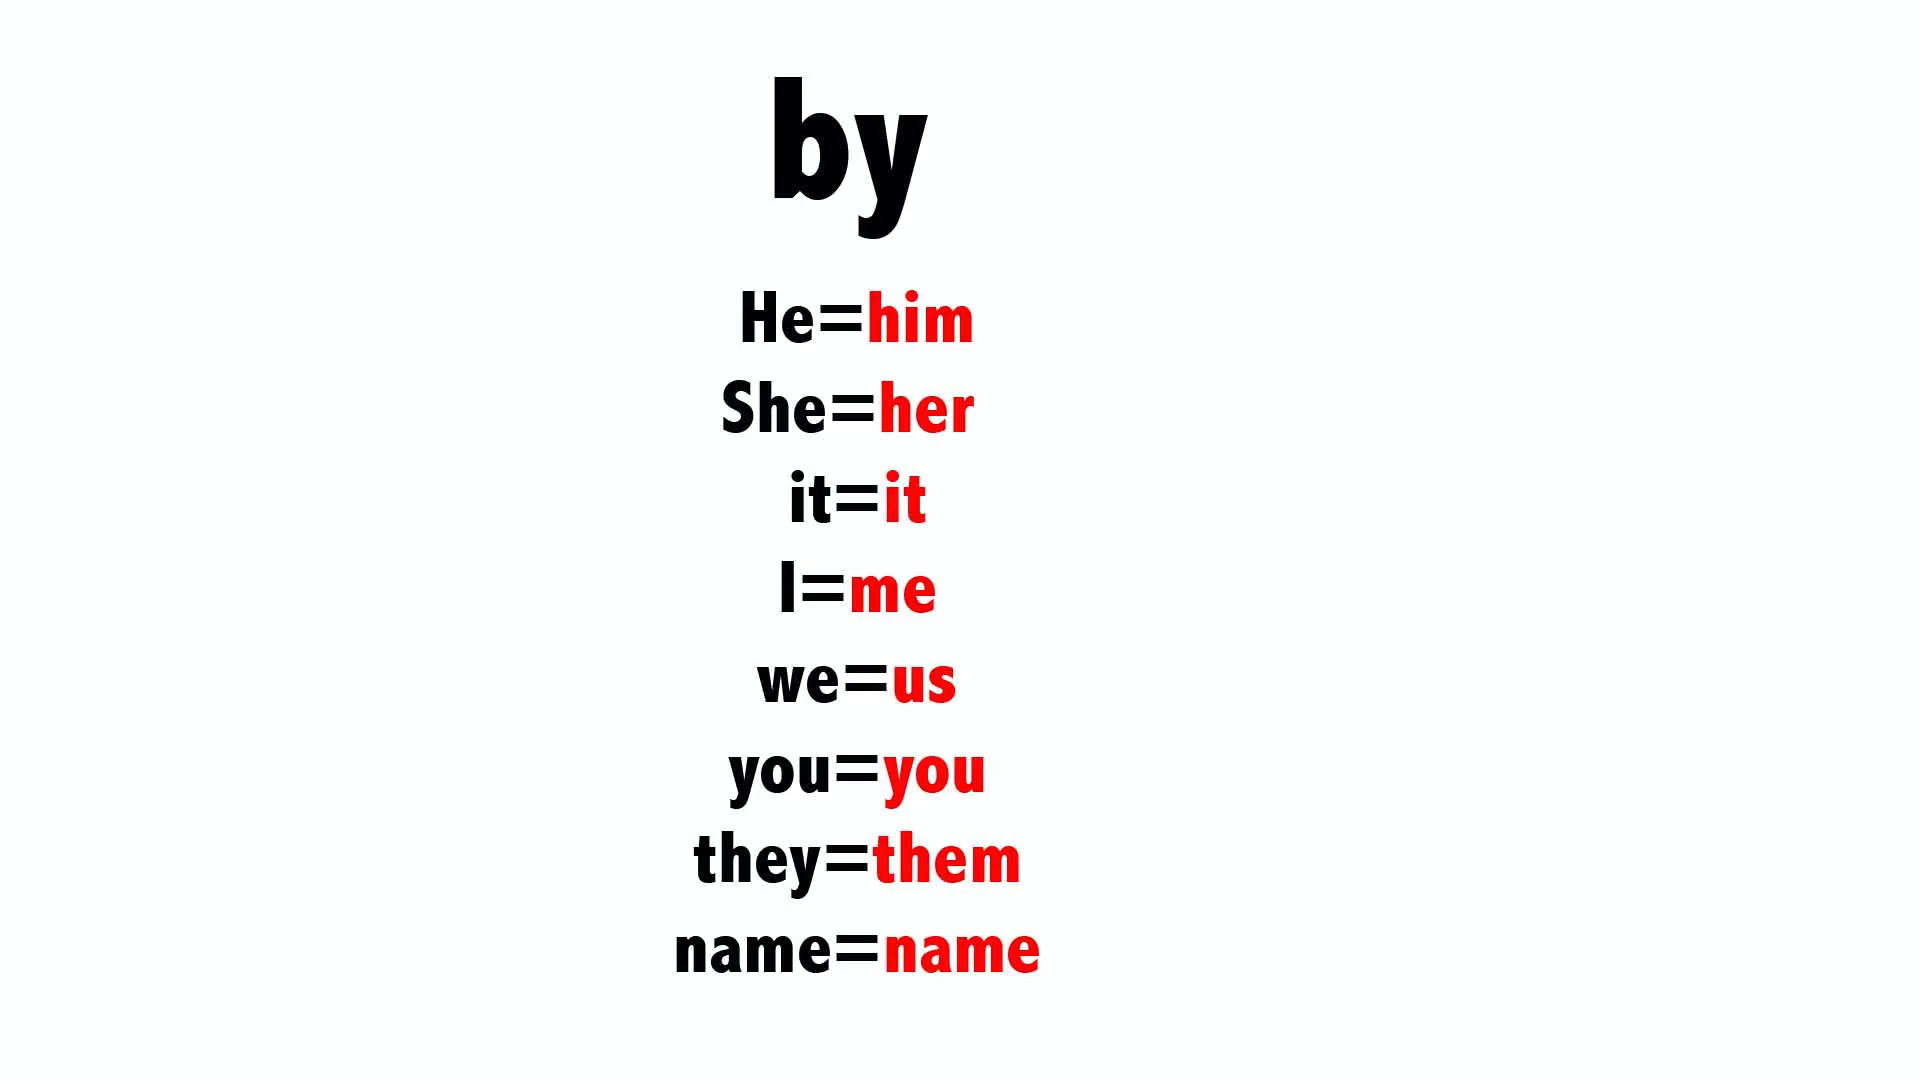 by
He=him
She=her
it=it
I=me
we=us
you=you
they=them
name=name